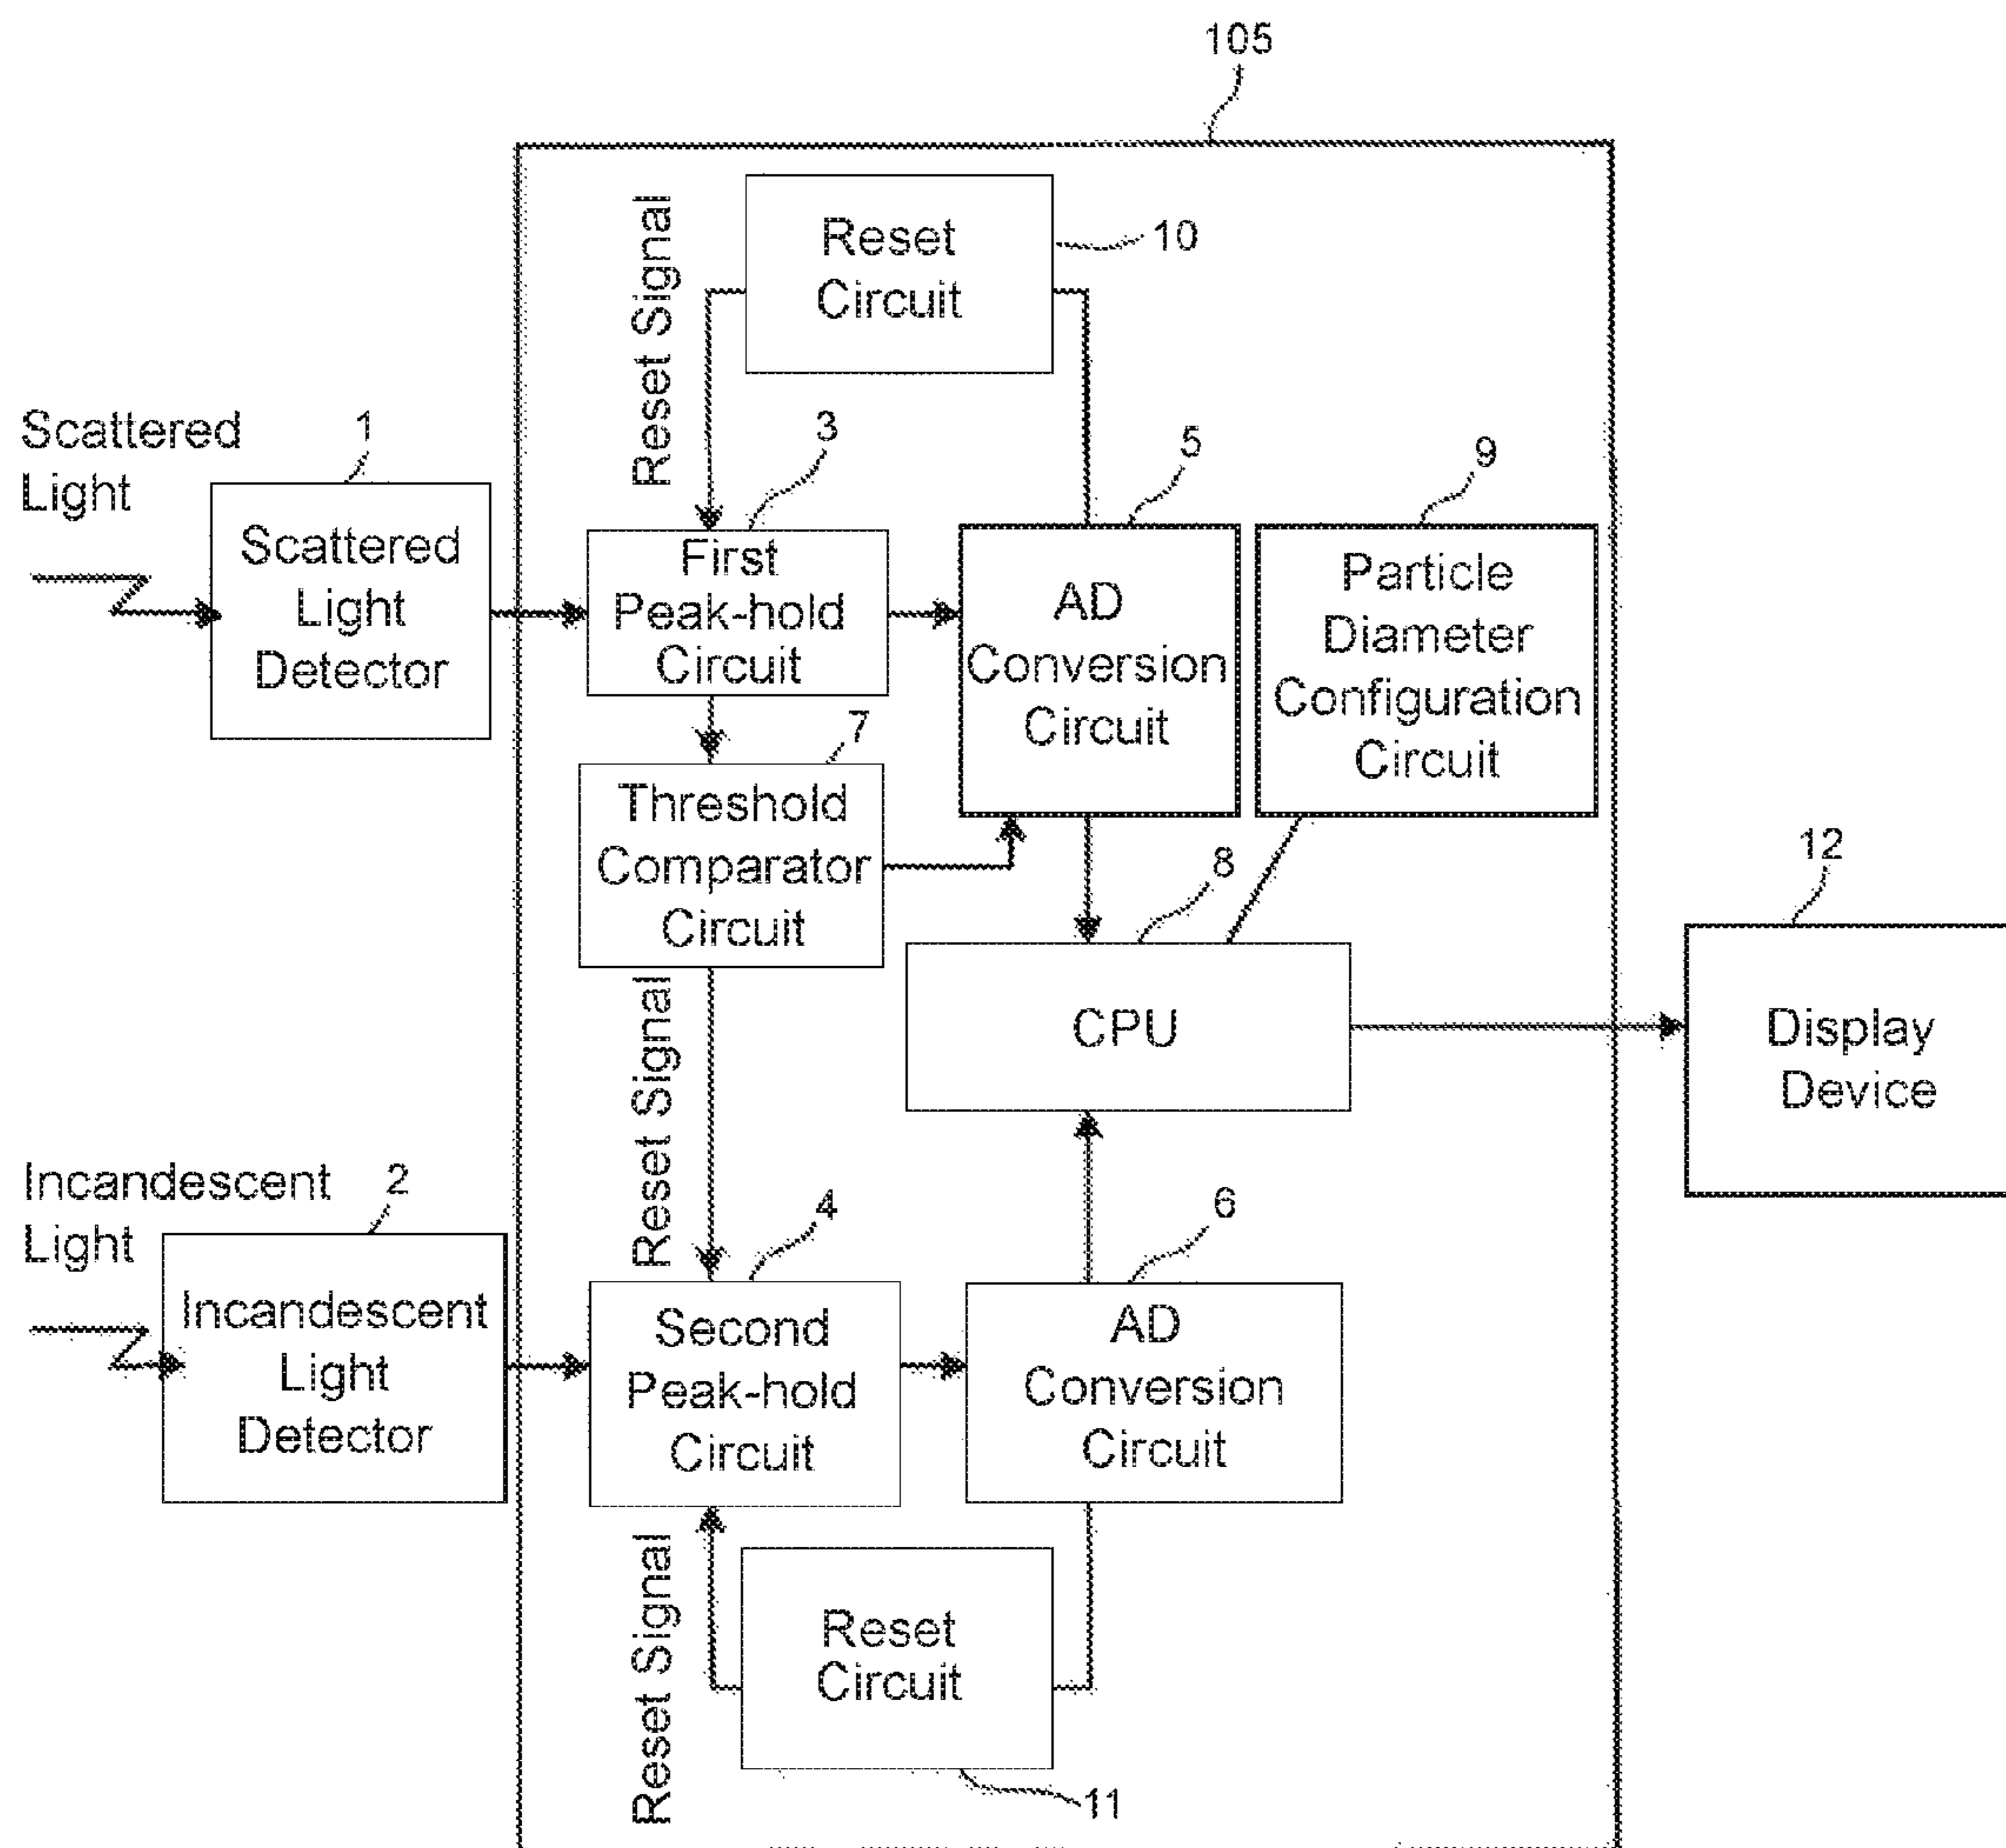 105
Reset Signal
Reset
Circuit
10
Scattered
Light
1
3
5
9
Scattered
Light
Detector
First
Peak-hold
Circuit
AD
Conversion
Circuit
Particle
Diameter
Configuration
Circuit
7
Threshold
Comparator
Circuit
8
12
Reset Signal
CPU
Display
Device
Incandescent
Light
2
4
6
Incandescent
Light
Detector
Second
Peak-hold
Circuit
AD
Conversion
Circuit
Reset Signal
Reset
Circuit
11